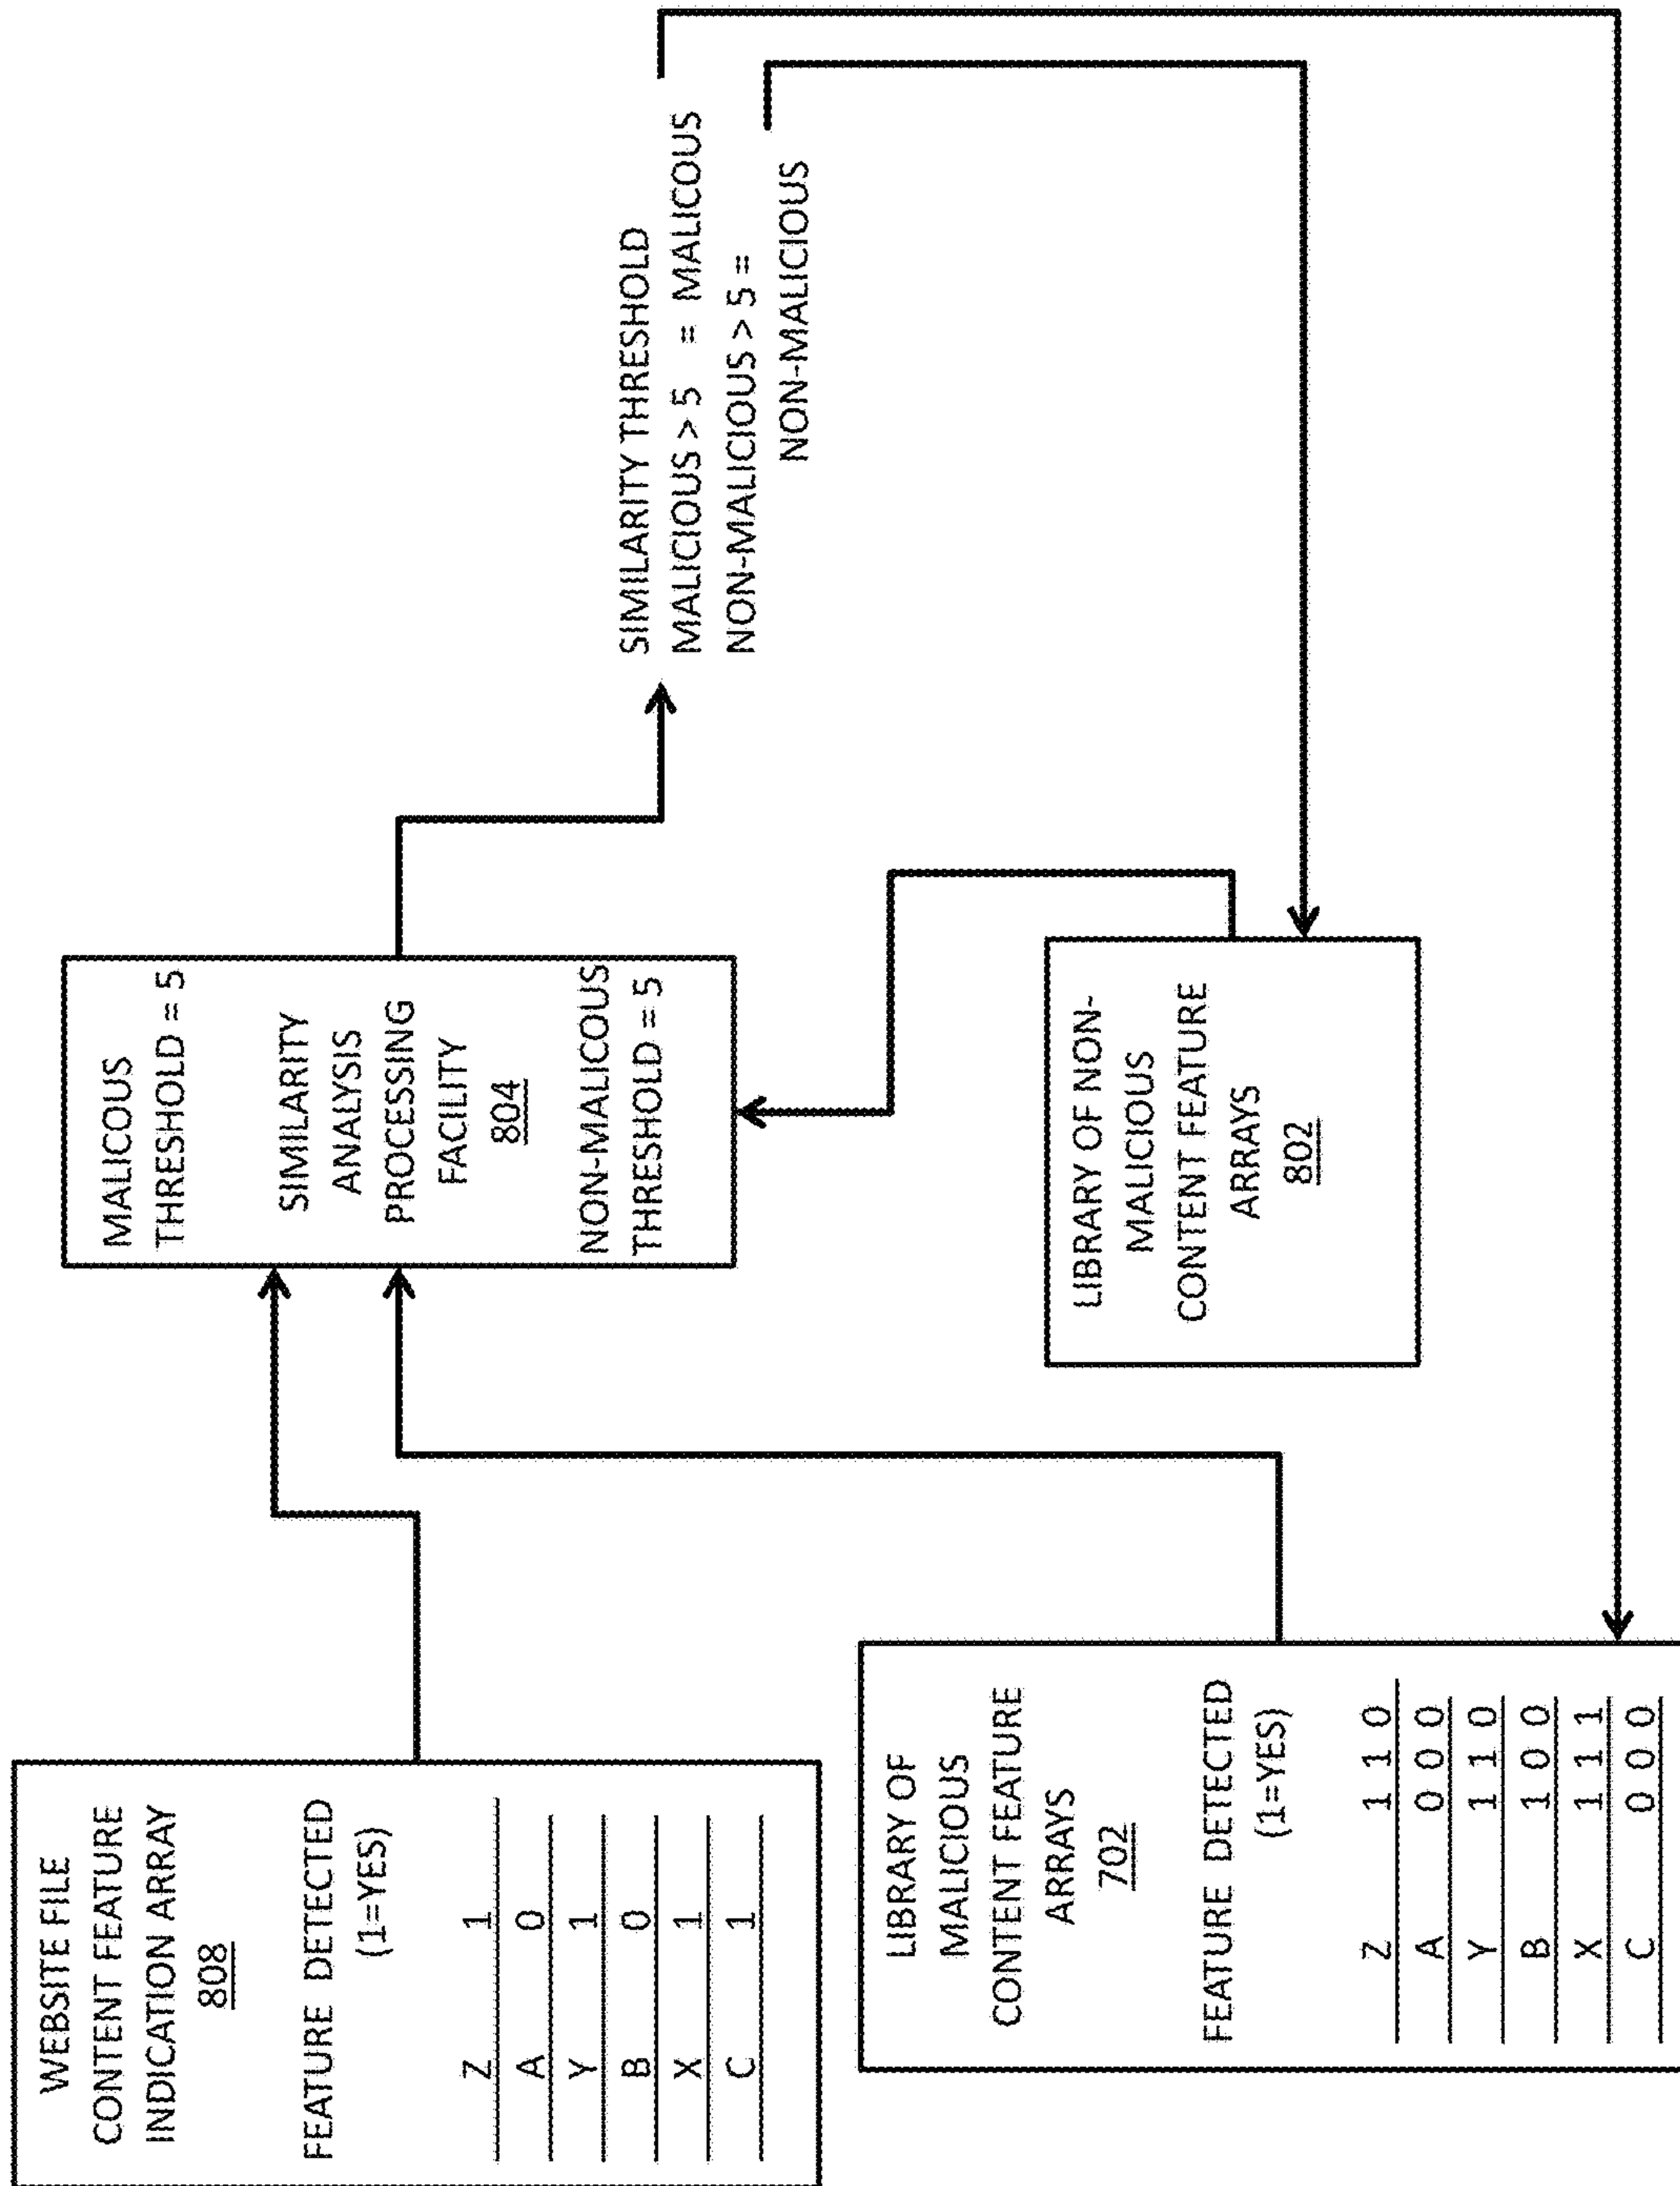 WEBSITE FILE
CONTENT FEATURE
INDICATION ARRAY
808
FEATURE DETECTED
(1=YES)
Z 1
A 0
Y 1
B 0
X 1
C 1
LIBRARY OF
MALICIOUS
CONTENT FEATURE
ARRAYS
702
FEATURE DETECTED
(1=YES)
Z 1 1 0
A 0 0 0
Y 1 1 0
B 1 0 0
X 1 1 1
C 0 0 0
MALICOUS
THRESHOLD = 5
SIMILARITY
ANALYSIS
PROCESSING
FACILITY
804
NON-MALICOUS
THRESHOLD = 5
LIBRARY OF NON-
MALICIOUS
CONTENT FEATURE
ARRAYS
802
SIMILARITY THRESHOLD
MALICIOUS > 5 = MALICOUS
NON-MALICIOUS > 5 =
NON-MALICIOUS